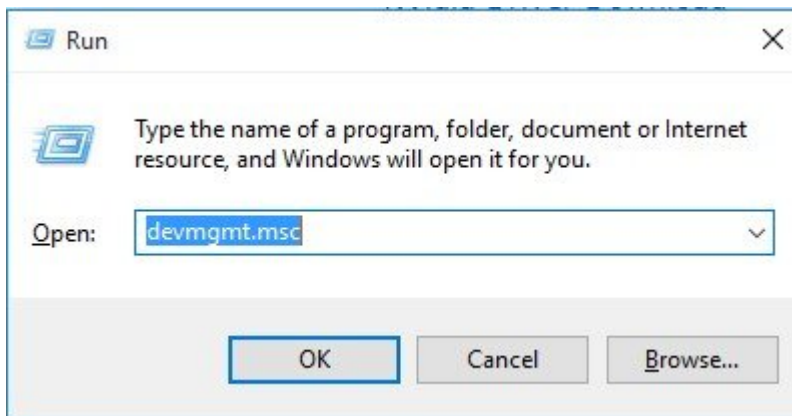 Run
Type the name of a program, folder, document or Internet
resource, and Windows will open it for you.
Open:
devmgmt.msc
OK
Cancel
Browse...